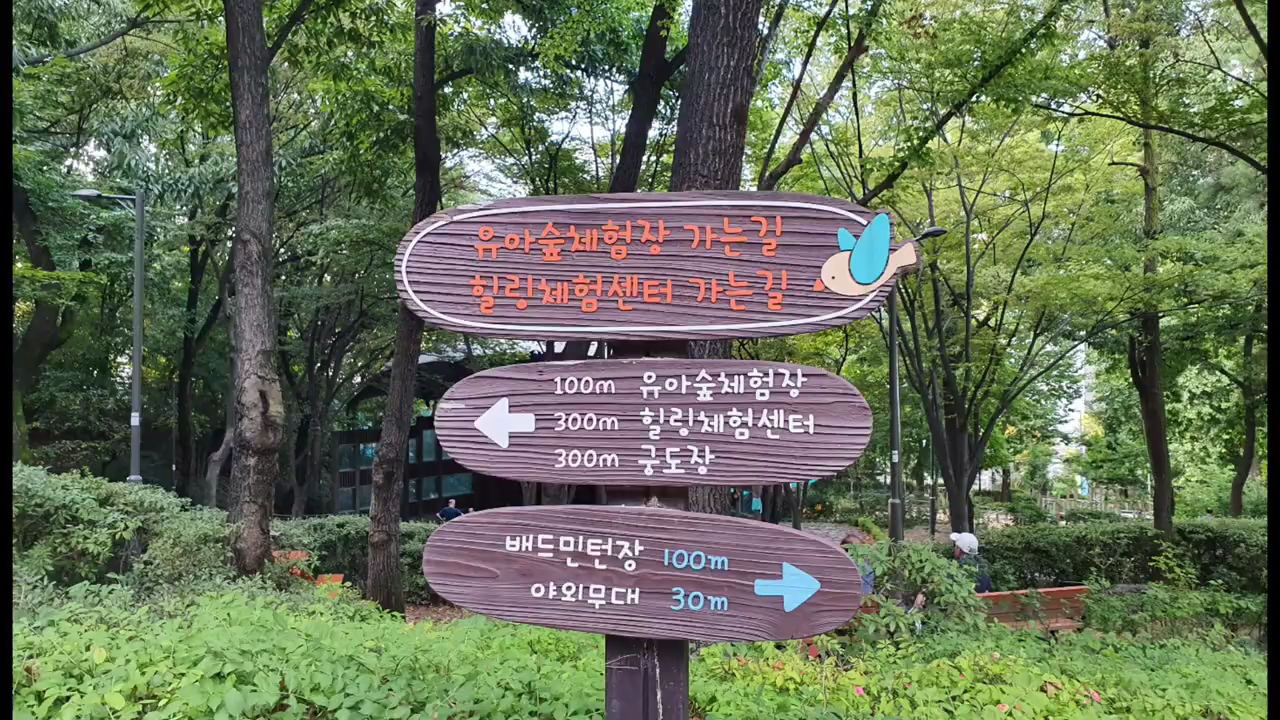 유아숲체험장 가는길
힐링체험센터 가는길
100m 유아숲체험장
300m 힐링체험센터
300m 궁도장
배드민턴장 100m
야외무대 30m